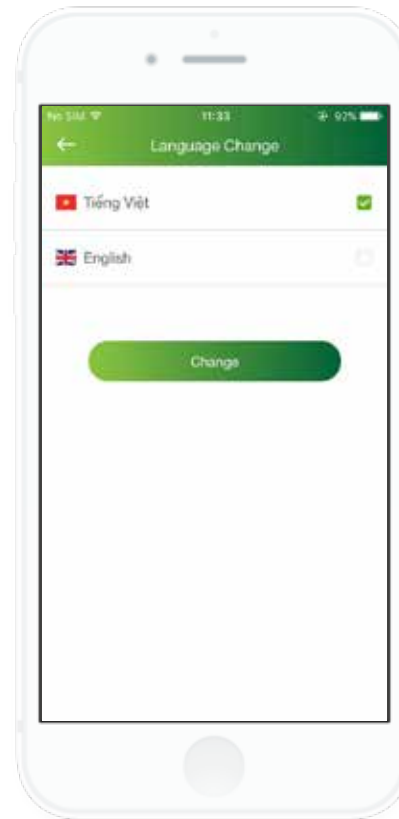 No SIM 11:33 92%
Language Change
Tiếng Việt
English
Change